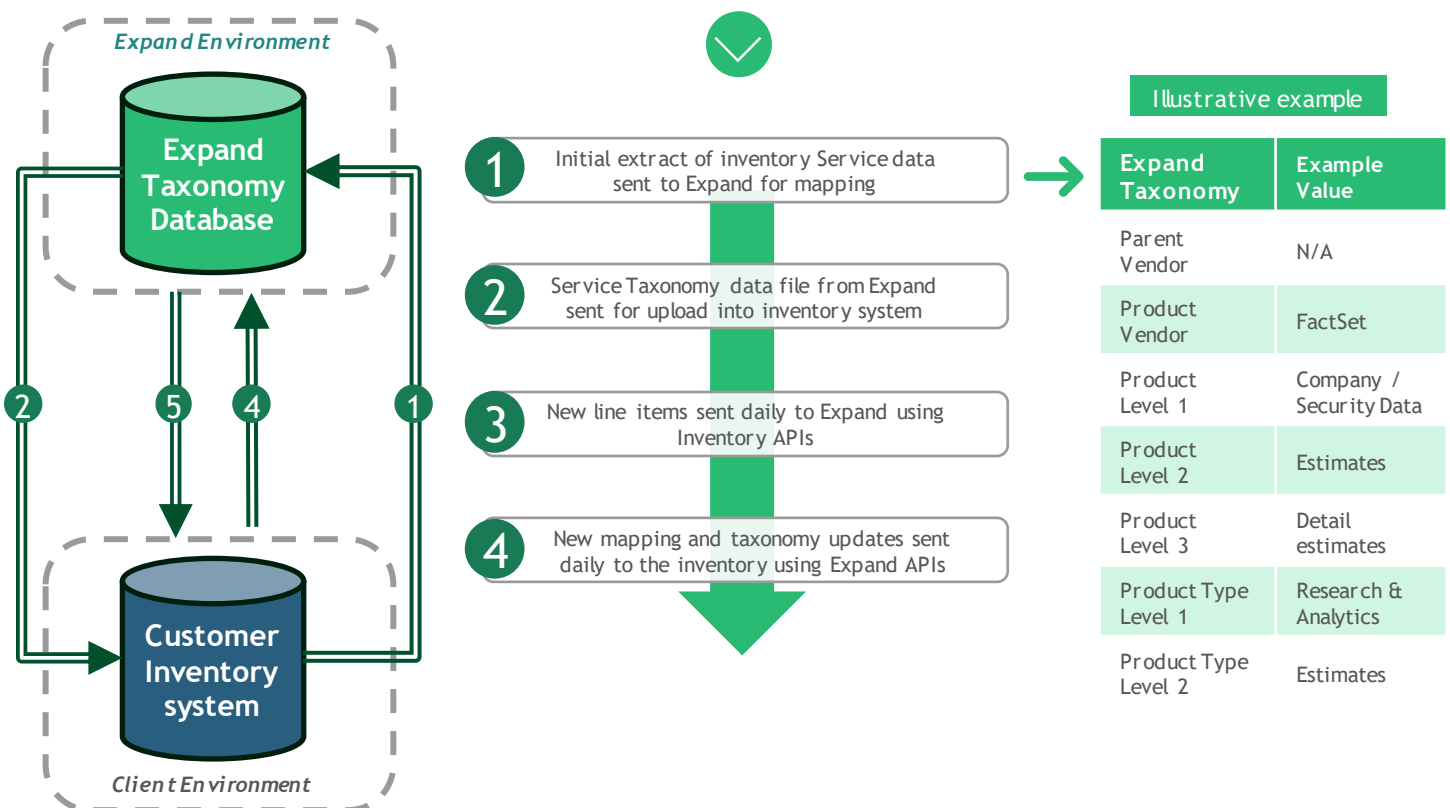 Expand Environment
Expand
Taxonomy
Database
2
5
4
1
Customer
Inventory
system
Client Environment
1
Initial extract of inventory Service data
sent to Expand for mapping
2
Service Taxonomy data file from Expand
sent for upload into inventory system
3
New line items sent daily to Expand using
Inventory APIs
4
New mapping and taxonomy updates sent
daily to the inventory using Expand APIs
Illustrative example
Expand
Taxonomy
Example
Value
Parent
Vendor
N/A
Product
Vendor
FactSet
Product
Level 1
Company /
Security Data
Product
Level 2
Estimates
Product
Level 3
Detail
estimates
Product Type
Level 1
Research &
Analytics
Product Type
Level 2
Estimates